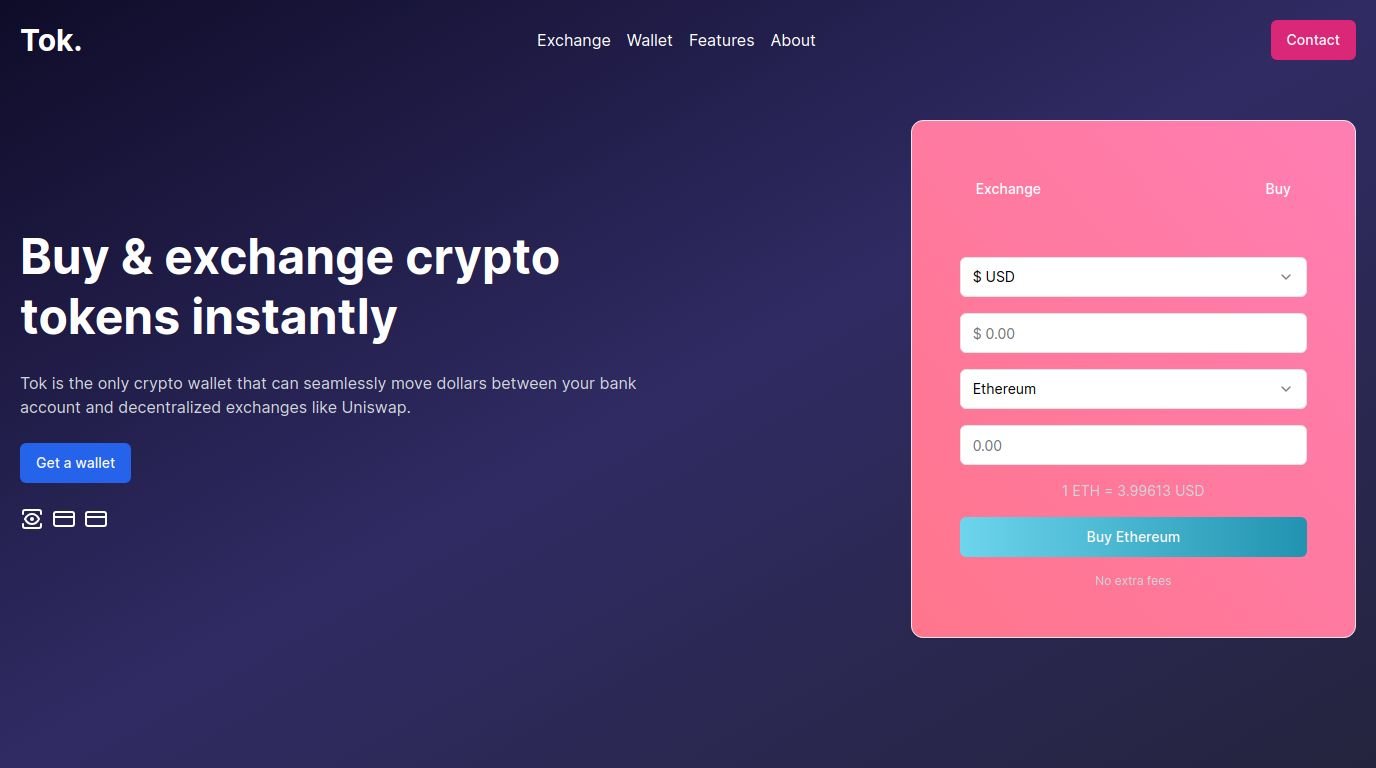 Tok.
Exchange Wallet Features About
Contact
Buy & exchange crypto
tokens instantly
Tok is the only crypto wallet that can seamlessly move dollars between your bank
account and decentralized exchanges like Uniswap.
Get a wallet
Exchange
Buy
$ USD
$ 0.00
Ethereum
0.00
1 ETH = 3.99613 USD
Buy Ethereum
No extra fees